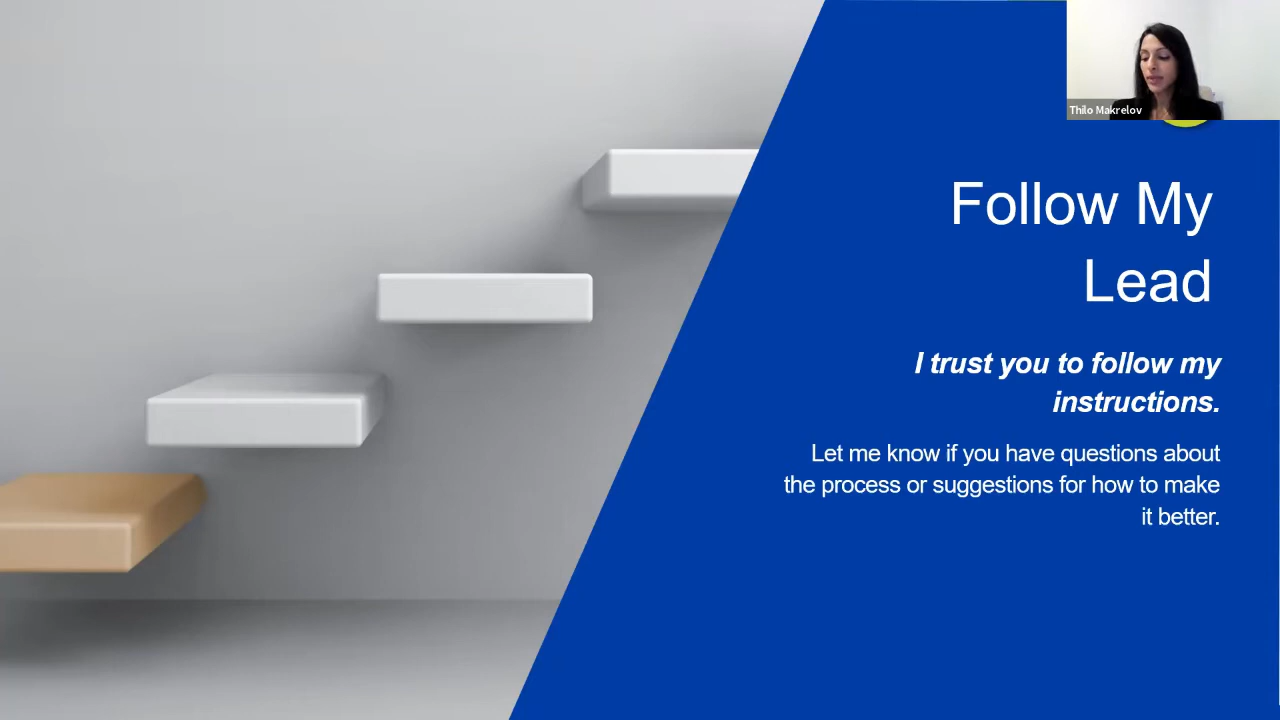 Thilo Makrelov
Follow My
Lead
I trust you to follow my
instructions.
Let me know if you have questions about
the process or suggestions for how to make
it better.